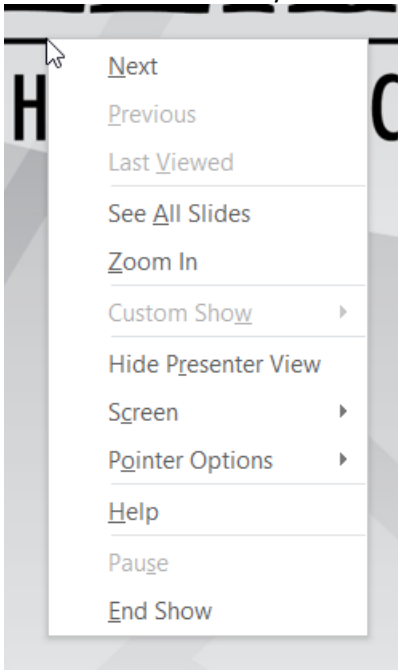 H
C
Next
Previous
Last Viewed
See All Slides
Zoom In
Custom Show
Hide Presenter View
Screen
Pointer Options
Help
Pause
End Show